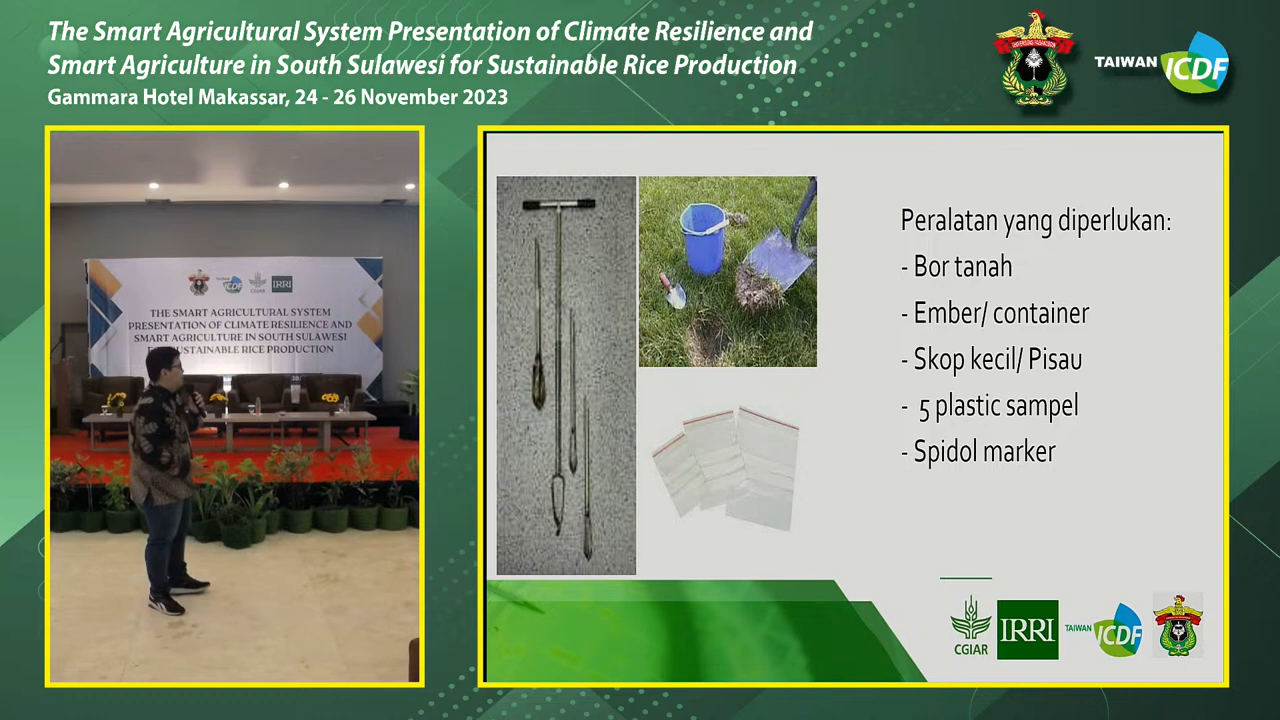 The Smart Agricultural System Presentation of Climate Resilience and
Smart Agriculture in South Sulawesi for Sustainable Rice Production
Gammara Hotel Makassar, 24 - 26 November 2023
TAIWAN ICDF
CGIAR
IRRI
THE SMART AGRICULTURAL SYSTEM
PRESENTATION OF CLIMATE RESILIENCE AND
SMART AGRICULTURE IN SOUTH SULAWESI
SUSTAINABLE RICE PRODUCTION
Peralatan yang diperlukan:
- Bor tanah
- Ember/ container
- Skop kecil/ Pisau
- 5 plastic sampel
- Spidol marker
CGIAR
IRRI
TAIWAN ICDF